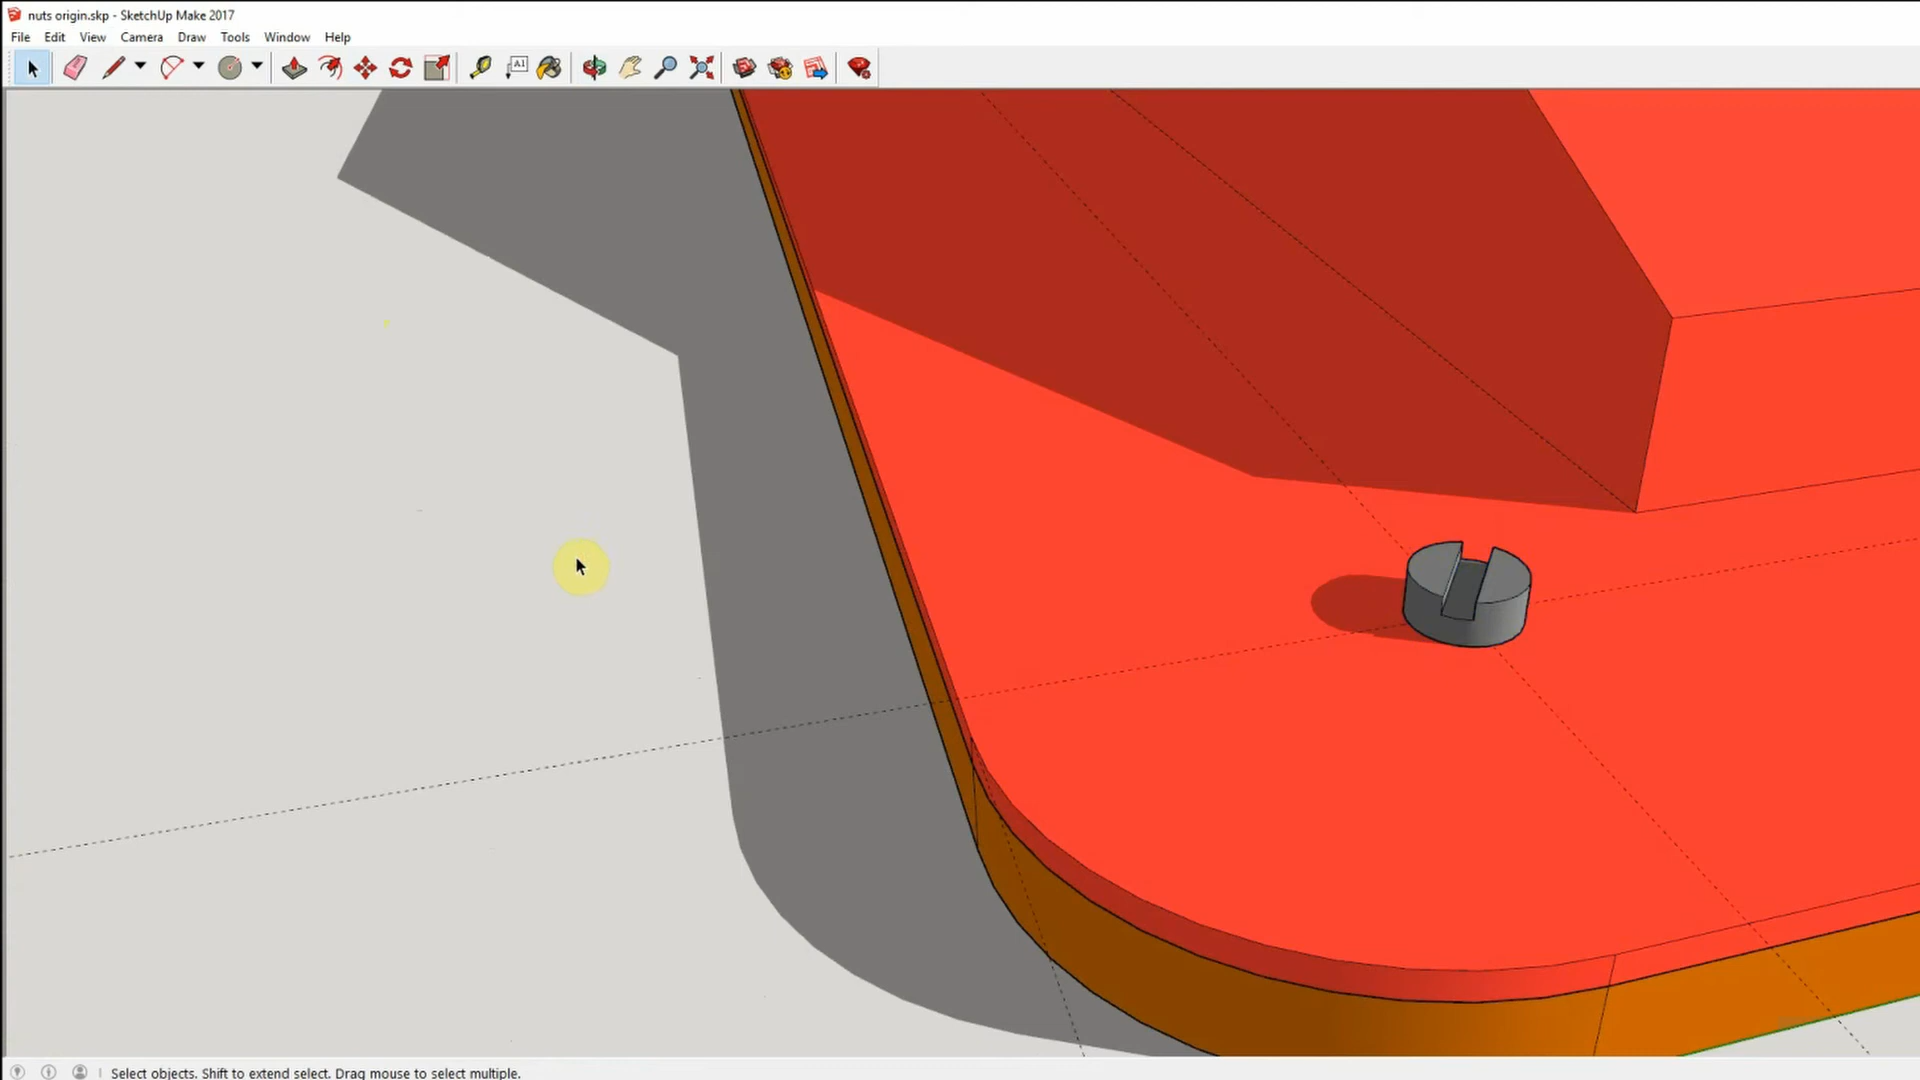 nuts origin.skp - SketchUp Make 2017
File Edit View Camera Draw Tools Window Help
A1
Select objects. Shift to extend select. Drag mouse to select multiple.